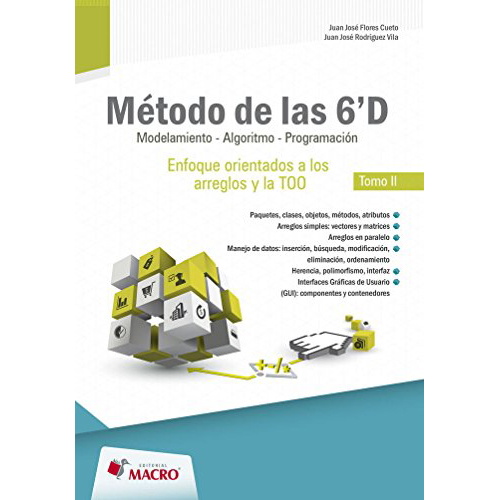 Juan José Flores Cueto
Juan José Rodríguez Vila
Método de las 6'D
Modelamiento - Algoritmo - Programación
Enfoque orientados a los
arreglos y la TOO
Tomo II
Paquetes, clases, objetos, métodos, atributos
Arreglos simples: vectores y matrices
Arreglos en paralelo
Manejo de datos: inserción, búsqueda, modificación,
eliminación, ordenamiento
Herencia, polimorfismo, interfaz
Interfaces Gráficas de Usuario
(GUI): componentes y contenedores
+-/*
EDITORIAL
MACRO®